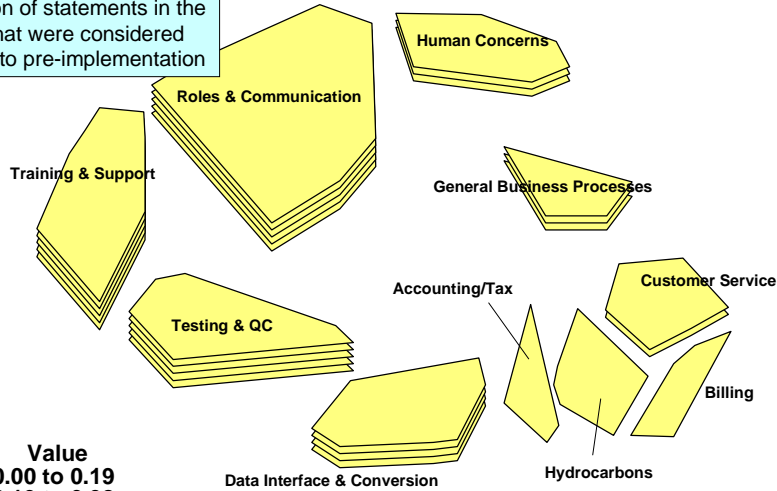 on of statements in the
hat were considered
to pre-implementation
Human Concerns
Roles & Communication
Training & Support
General Business Processes
Customer Service
Accounting/Tax
Testing & QC
Billing
Value
0.00 to 0.19
Hydrocarbons
Data Interface & Conversion